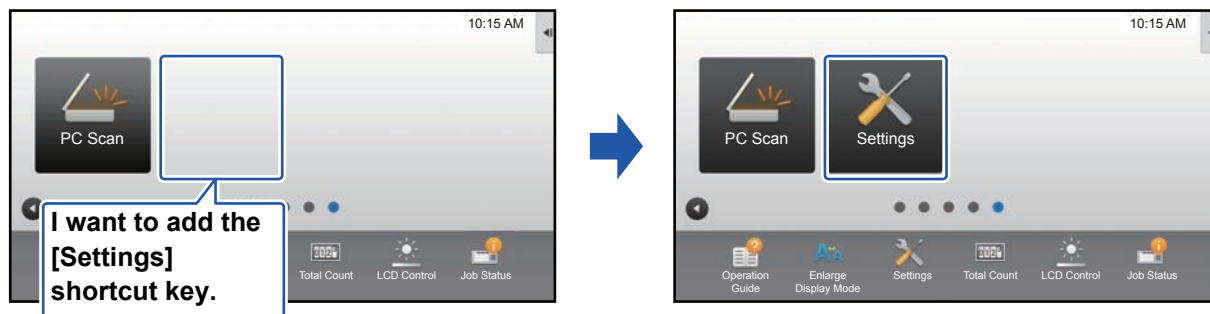 10:15 AM
PC Scan
I want to add the
[Settings]
shortcut key.
Total Count
LCD Control
Job Status
10:15 AM
PC Scan
Settings
Operation
Guide
Enlarge
Display Mode
Settings
Total Count
LCD Control
Job Status